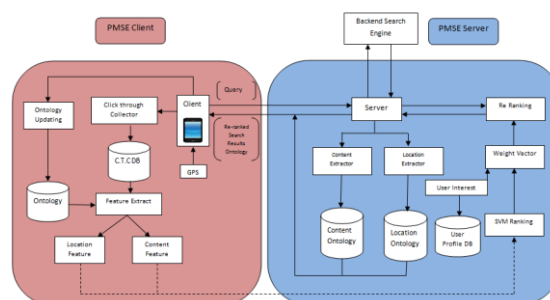 PMSE Client
Backend Search
Engine
PMSE Server
Ontology
Updating
Click through
Collector
Client
Query
Server
Re Ranking
Re-ranked
Search
Results
Ontology
C.T.CDB
GPS
Content
Extractor
Location
Extractor
Weight Vector
Ontology
Feature Extract
User Interest
Content
Ontology
Location
Ontology
User
Profile DB
SVM Ranking
Location
Feature
Content
Feature